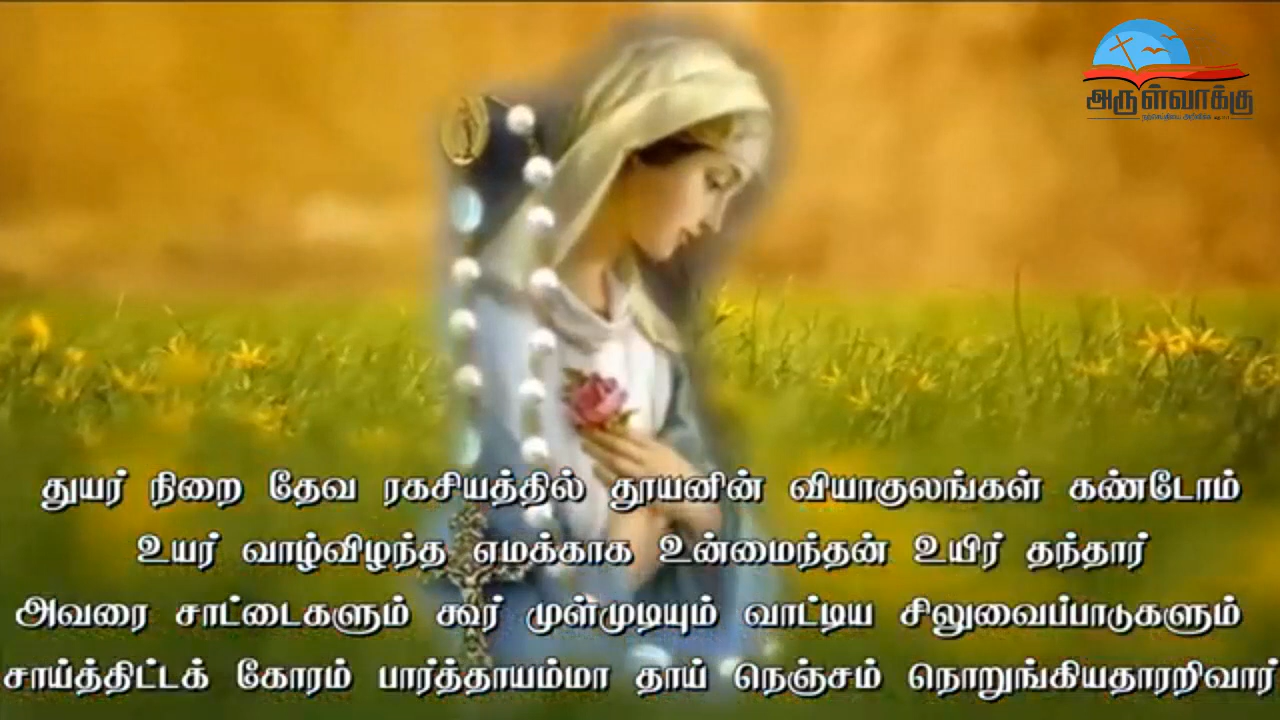 அருள்வாக்கு
துயர் நிறை தேவ ரகசியத்தில் தூயனின் வியாகுலங்கள் கண்டோம்
உயர் வாழ்விழந்த எமக்காக உன்மைந்தன் உயிர் தந்தார்
அவரை சாட்டைகளும் கூர் முள்முடியும் வாட்டிய சிலுவைப்பாடுகளும்
சாய்த்திட்டக் கோரம் பார்த்தாயம்மா தாய் நெஞ்சம் நொறுங்கியதாரறிவார்